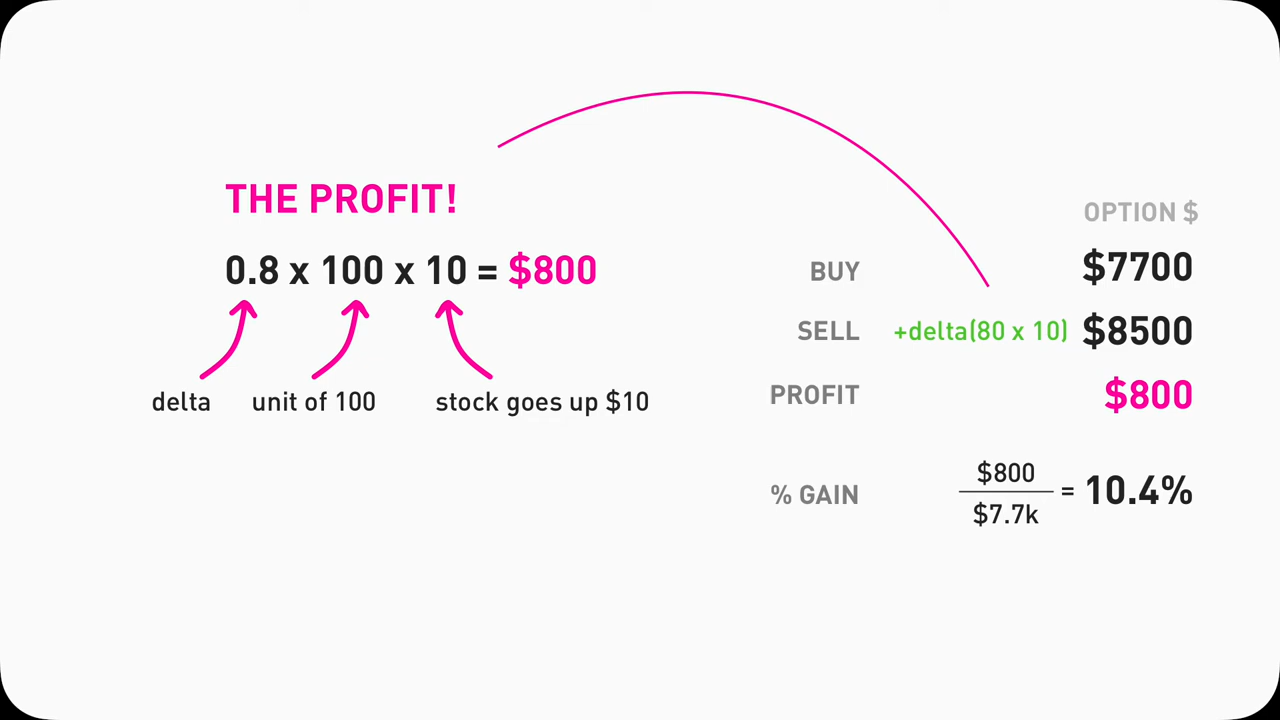 THE PROFIT!
0.8 x 100 x 10 = $800
delta unit of 100 stock goes up $10
OPTION $
BUY $7700
SELL +delta(80 x 10) $8500
PROFIT $800
% GAIN $800 / $7.7k = 10.4%